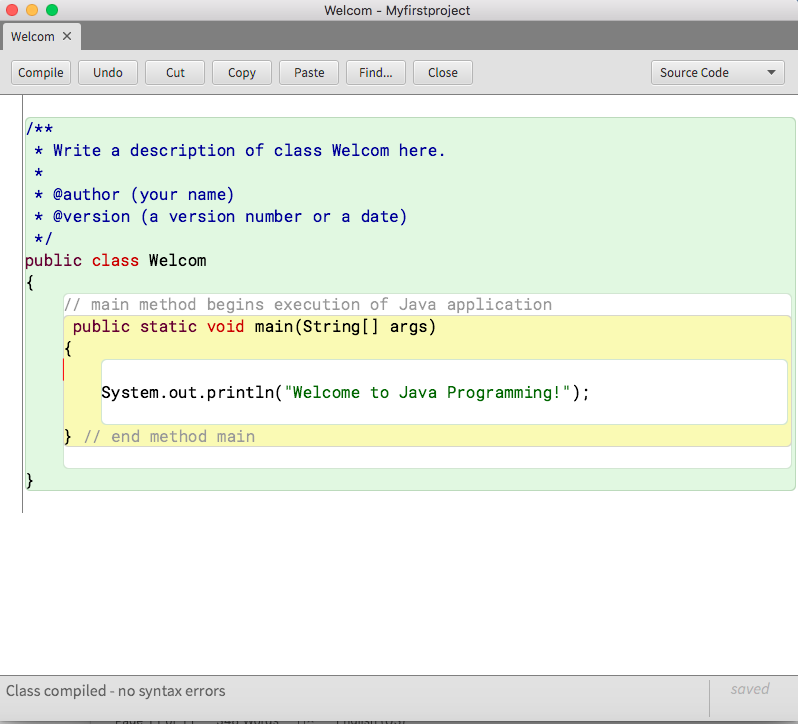 Welcom - Myfirstproject
Welcom ×
Compile Undo Cut Copy Paste Find... Close Source Code
/**
 * Write a description of class Welcom here.
 *
 * @author (your name)
 * @version (a version number or a date)
 */
public class Welcom
{
    // main method begins execution of Java application
     public static void main(String[] args)
    {
        System.out.println("Welcome to Java Programming!");
    } // end method main
}
Class compiled - no syntax errors saved